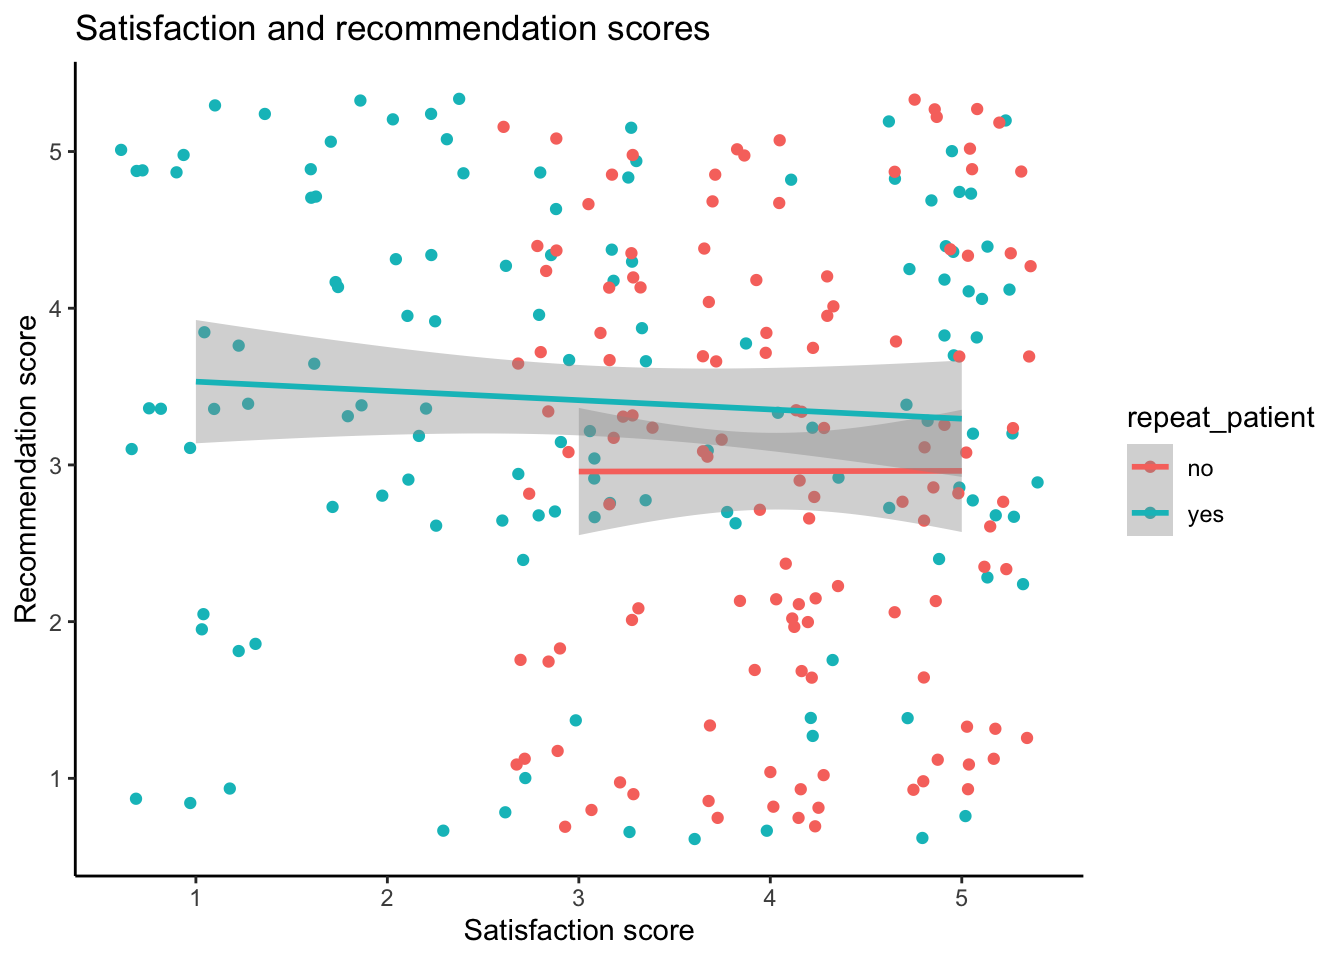 Satisfaction and recommendation scores
Recommendation score
5
4
3
2
1
1 2 3 4 5
Satisfaction score
repeat_patient
no
yes